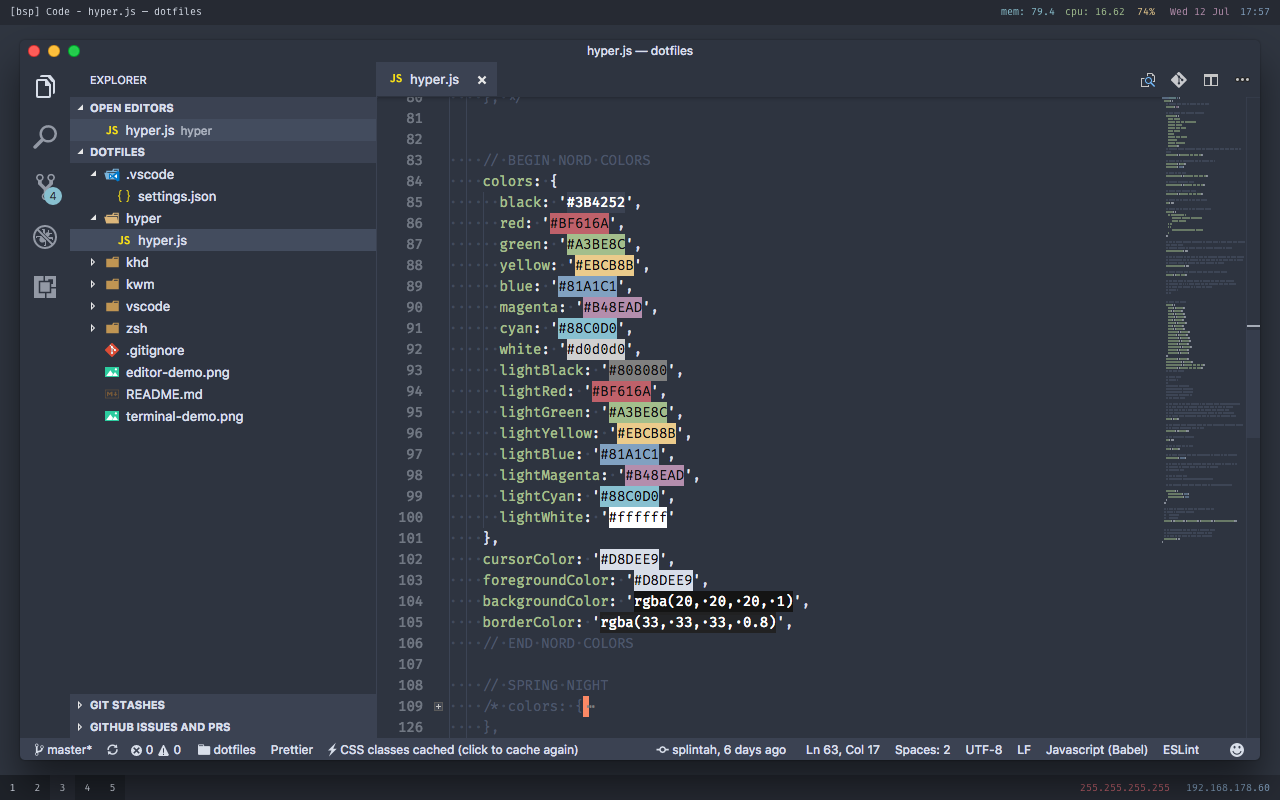 [bsp] Code - hyper.js — dotfiles
mem: 79.4 cpu: 16.62 74% Wed 12 Jul 17:57
hyper.js — dotfiles
EXPLORER
OPEN EDITORS
JS hyper.js hyper
DOTFILES
.vscode
{ } settings.json
hyper
JS hyper.js
khd
kwm
vscode
zsh
.gitignore
editor-demo.png
README.md
terminal-demo.png
GIT STASHES
GITHUB ISSUES AND PRS
4
JS hyper.js ×
80 }, */
81
82
83 // BEGIN NORD COLORS
84 colors: {
85 black: '#3B4252',
86 red: '#BF616A',
87 green: '#A3BE8C',
88 yellow: '#EBCB8B',
89 blue: '#81A1C1',
90 magenta: '#B48EAD',
91 cyan: '#88C0D0',
92 white: '#d0d0d0',
93 lightBlack: '#808080',
94 lightRed: '#BF616A',
95 lightGreen: '#A3BE8C',
96 lightYellow: '#EBCB8B',
97 lightBlue: '#81A1C1',
98 lightMagenta: '#B48EAD',
99 lightCyan: '#88C0D0',
100 lightWhite: '#ffffff'
101 },
102 cursorColor: '#D8DEE9',
103 foregroundColor: '#D8DEE9',
104 backgroundColor: 'rgba(20, 20, 20, 1)',
105 borderColor: 'rgba(33, 33, 33, 0.8)',
106 // END NORD COLORS
107
108 // SPRING NIGHT
109 /* colors: {
126 },
master* 0 0 dotfiles Prettier CSS classes cached (click to cache again) splintah, 6 days ago Ln 63, Col 17 Spaces: 2 UTF-8 LF Javascript (Babel) ESLint
1 2 3 4 5
255.255.255.255 192.168.178.60